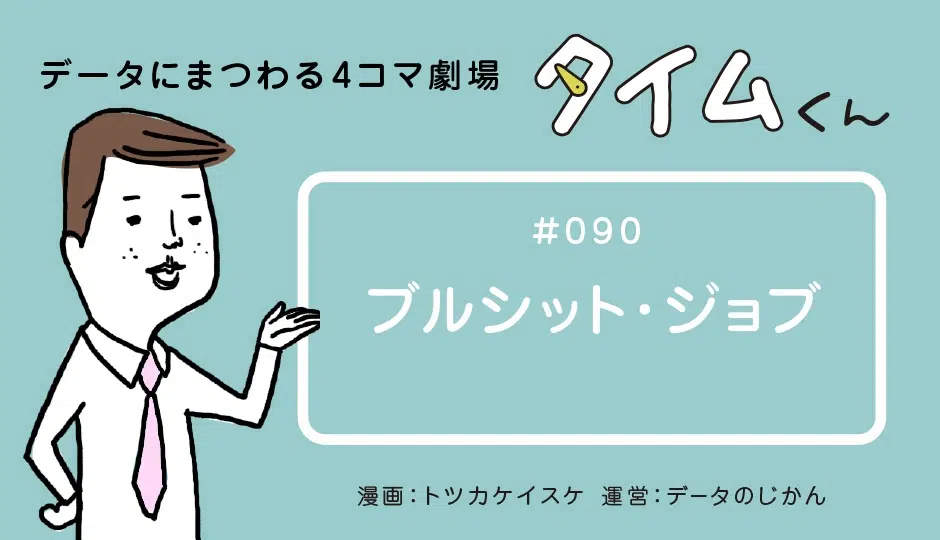 データにまつわる4コマ劇場
タイムくん
#090
ブルシット・ジョブ
漫画：トツカケイスケ 運営：データのじかん